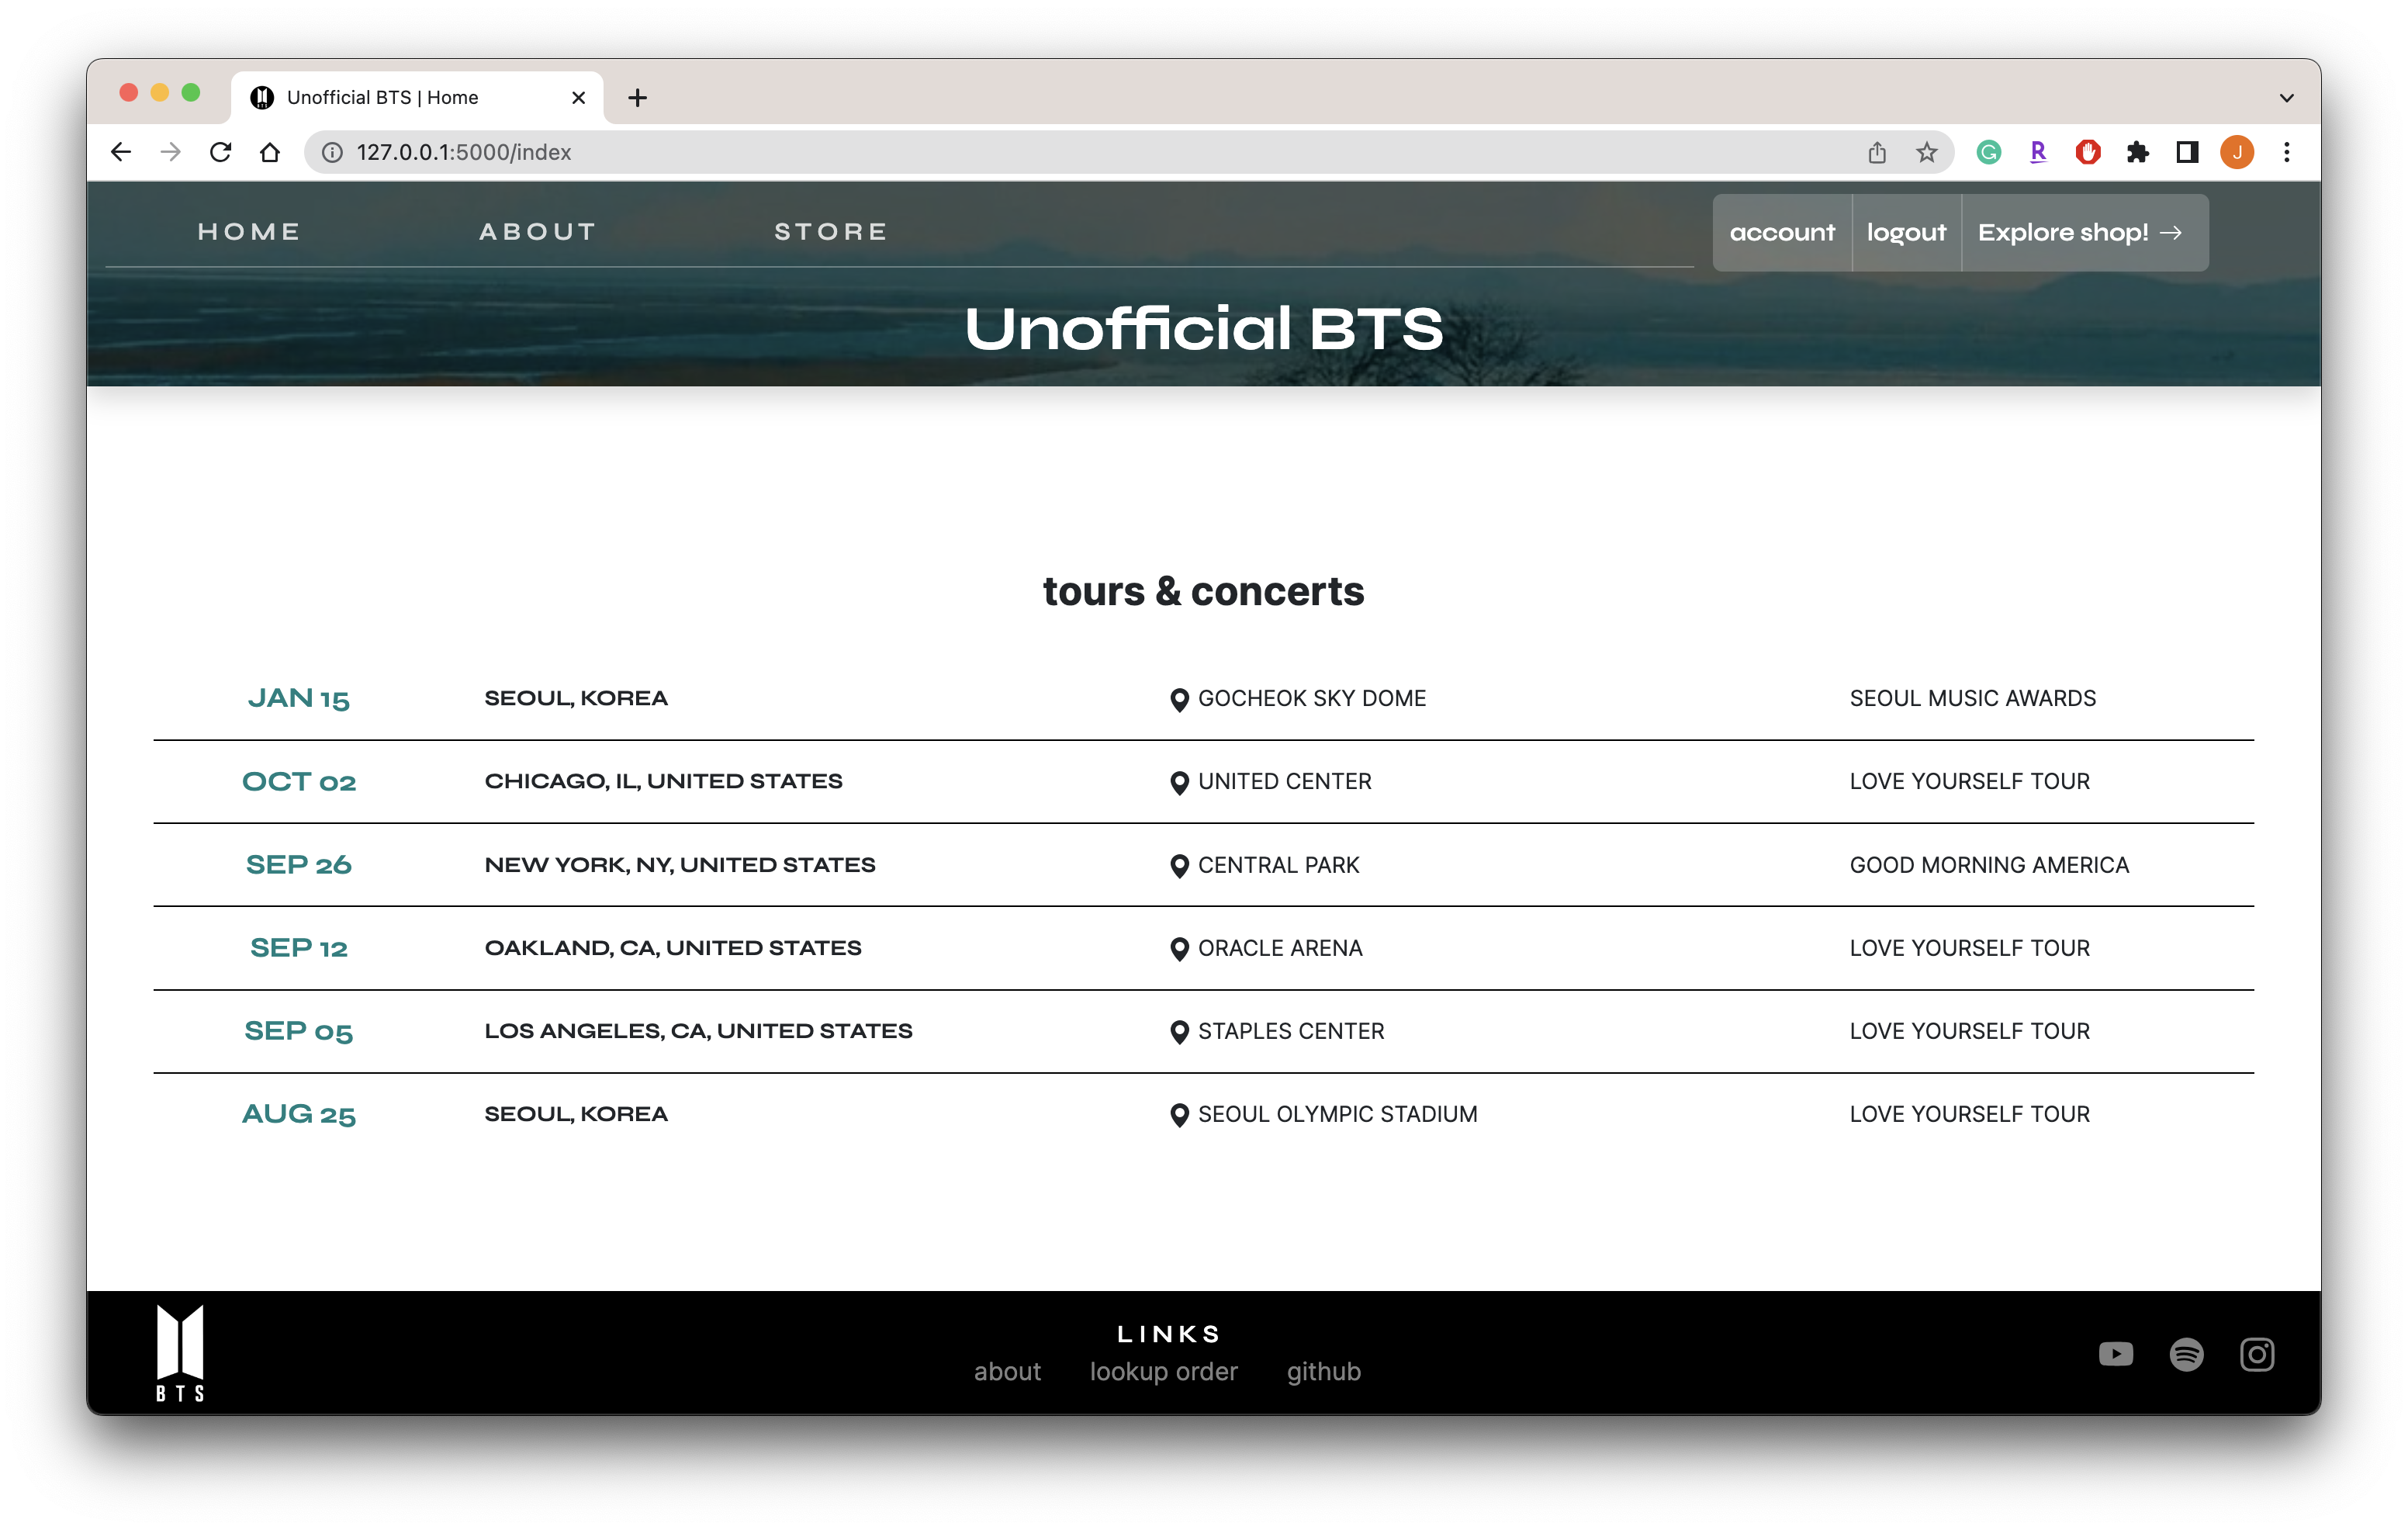 Unofficial BTS | Home
127.0.0.1:5000/index
J
HOME ABOUT STORE account logout Explore shop! →
Unofficial BTS
tours & concerts
JAN 15 SEOUL, KOREA GOCHEOK SKY DOME SEOUL MUSIC AWARDS
OCT 02 CHICAGO, IL, UNITED STATES UNITED CENTER LOVE YOURSELF TOUR
SEP 26 NEW YORK, NY, UNITED STATES CENTRAL PARK GOOD MORNING AMERICA
SEP 12 OAKLAND, CA, UNITED STATES ORACLE ARENA LOVE YOURSELF TOUR
SEP 05 LOS ANGELES, CA, UNITED STATES STAPLES CENTER LOVE YOURSELF TOUR
AUG 25 SEOUL, KOREA SEOUL OLYMPIC STADIUM LOVE YOURSELF TOUR
BTS
LINKS
about lookup order github